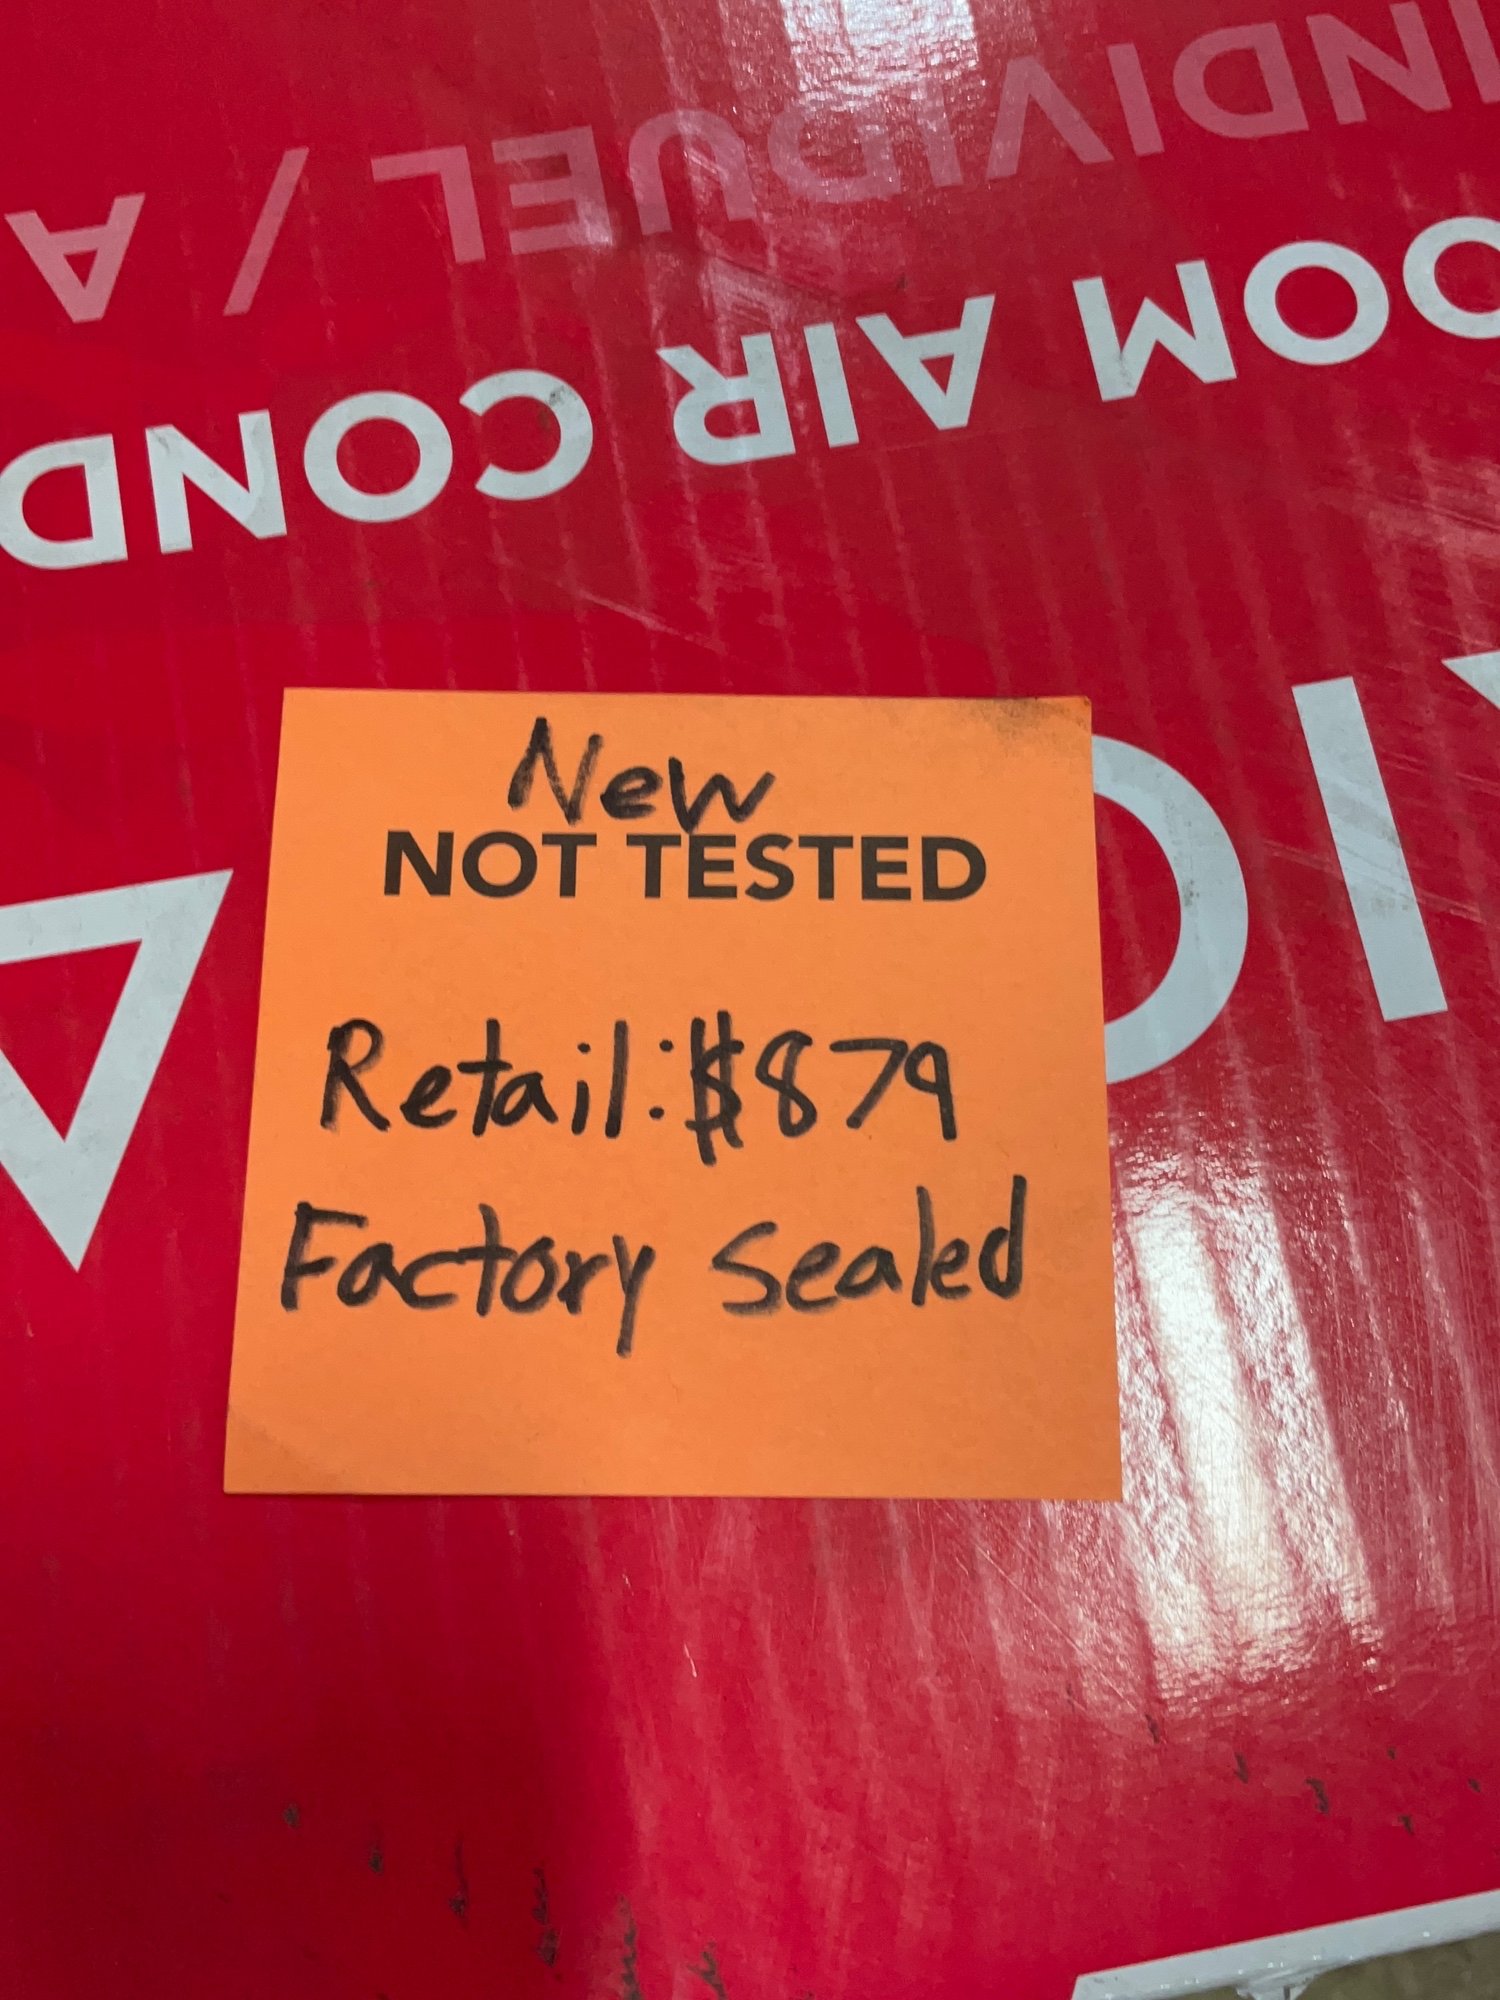 INDIVIDUEL / A
OOM AIR COND
New
NOT TESTED
Retail: $879
Factory Sealed